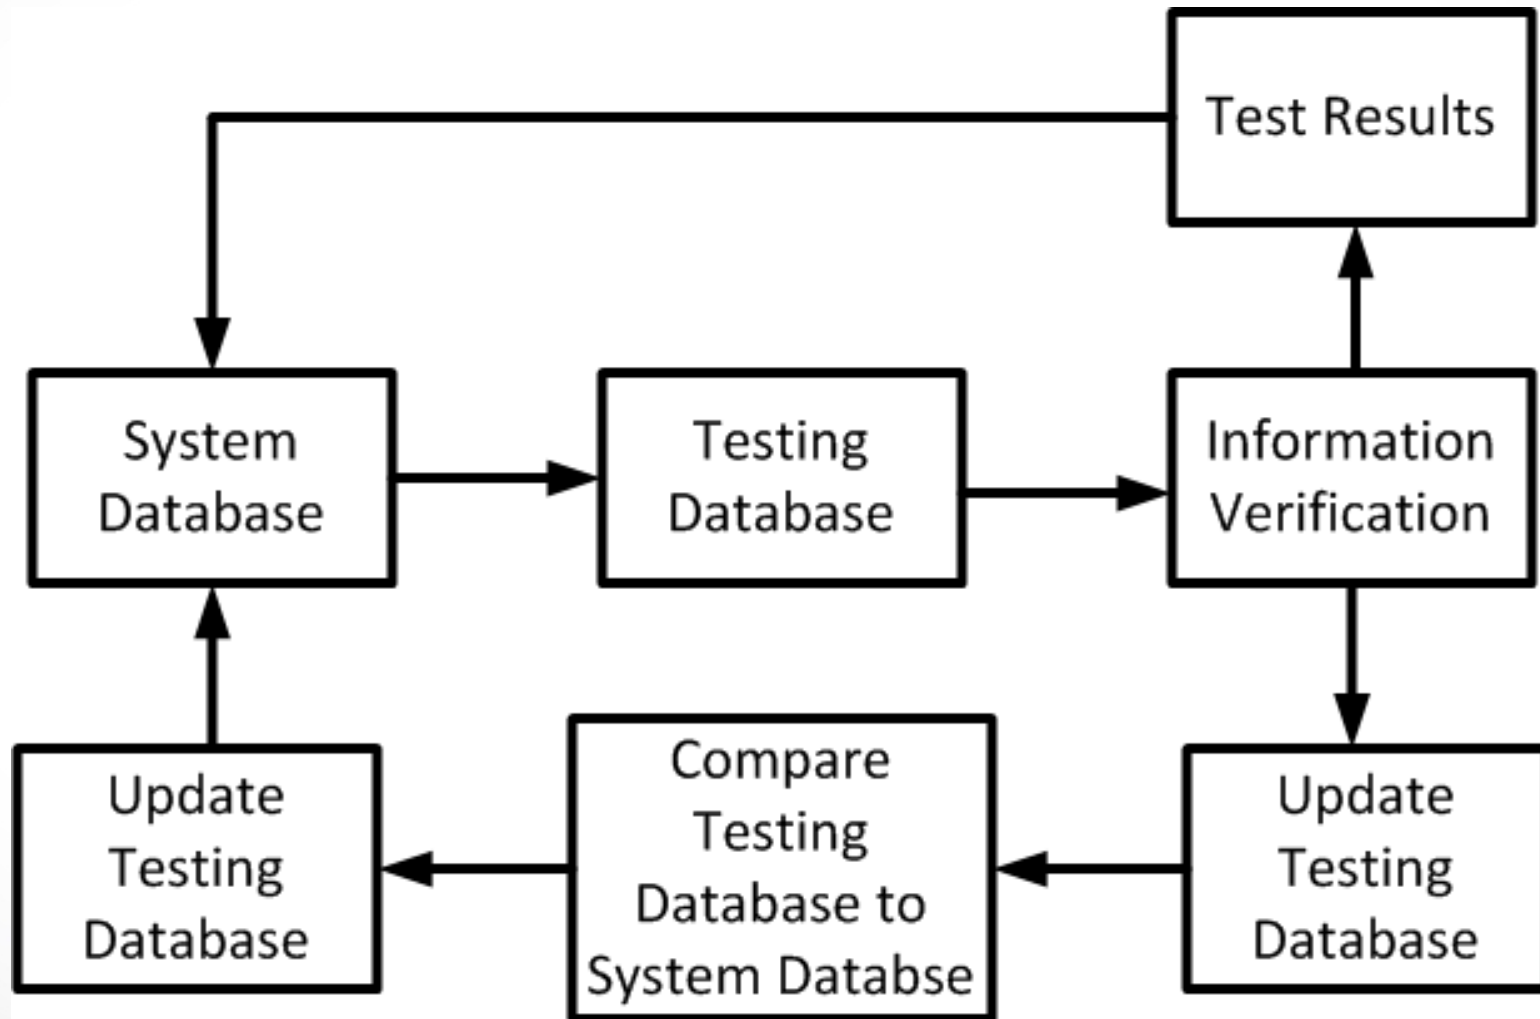 Test Results
System
Database
Testing
Database
Information
Verification
Update
Testing
Database
Compare
Testing
Database to
System Databse
Update
Testing
Database